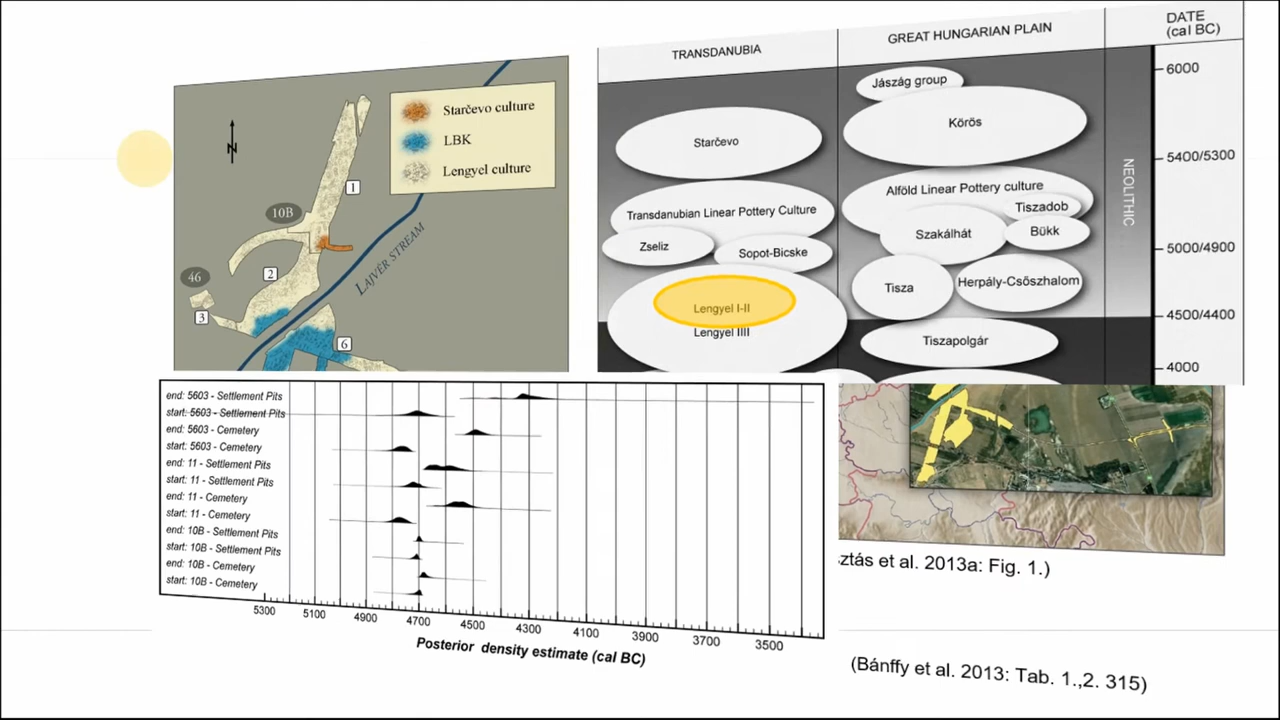 Starčevo culture
LBK
Lengyel culture
N
1
10B
2
46
3
6
LAJVÉR STREAM
TRANSDANUBIA
GREAT HUNGARIAN PLAIN
DATE
(cal BC)
Jászág group
6000
Körös
Starčevo
5400/5300
NEOLITHIC
Alföld Linear Pottery culture
Tiszadob
Transdanubian Linear Pottery Culture
Szakálhát
Bükk
Zseliz
Sopot-Bicske
5000/4900
Tisza
Herpály-Csöszhalom
Lengyel I-II
4500/4400
Lengyel IIII
Tiszapolgár
4000
end: 5603 - Settlement Pits
start: 5603 - Settlement Pits
end: 5603 - Cemetery
start: 5603 - Cemetery
end: 11 - Settlement Pits
start: 11 - Settlement Pits
end: 11 - Cemetery
start: 11 - Cemetery
end: 10B - Settlement Pits
start: 10B - Settlement Pits
end: 10B - Cemetery
start: 10B - Cemetery
5300 5100 4900 4700 4500 4300 4100 3900 3700 3500
Posterior density estimate (cal BC)
sztás et al. 2013a: Fig. 1.)
(Bánffy et al. 2013: Tab. 1.,2. 315)